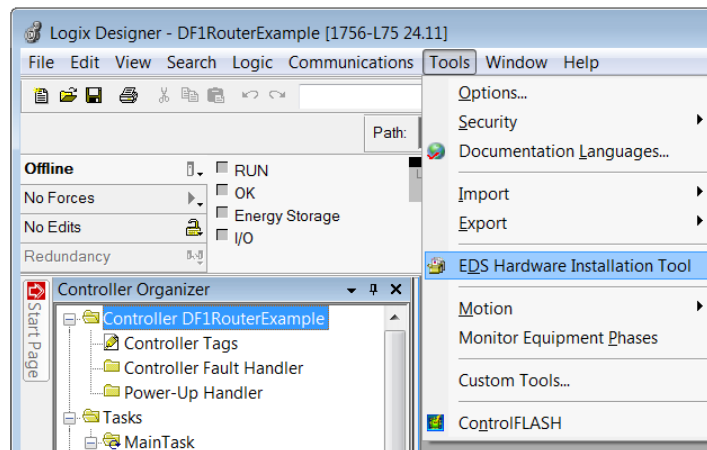 Logix Designer - DF1RouterExample [1756-L75 24.11]
File Edit View Search Logic Communications Tools Window Help
Path:
Offline
RUN
No Forces
OK
No Edits
Energy Storage
I/O
Redundancy
Start Page
Controller Organizer
Controller DF1RouterExample
Controller Tags
Controller Fault Handler
Power-Up Handler
Tasks
MainTask
Options...
Security
Documentation Languages...
Import
Export
EDS Hardware Installation Tool
Motion
Monitor Equipment Phases
Custom Tools...
ControlFLASH